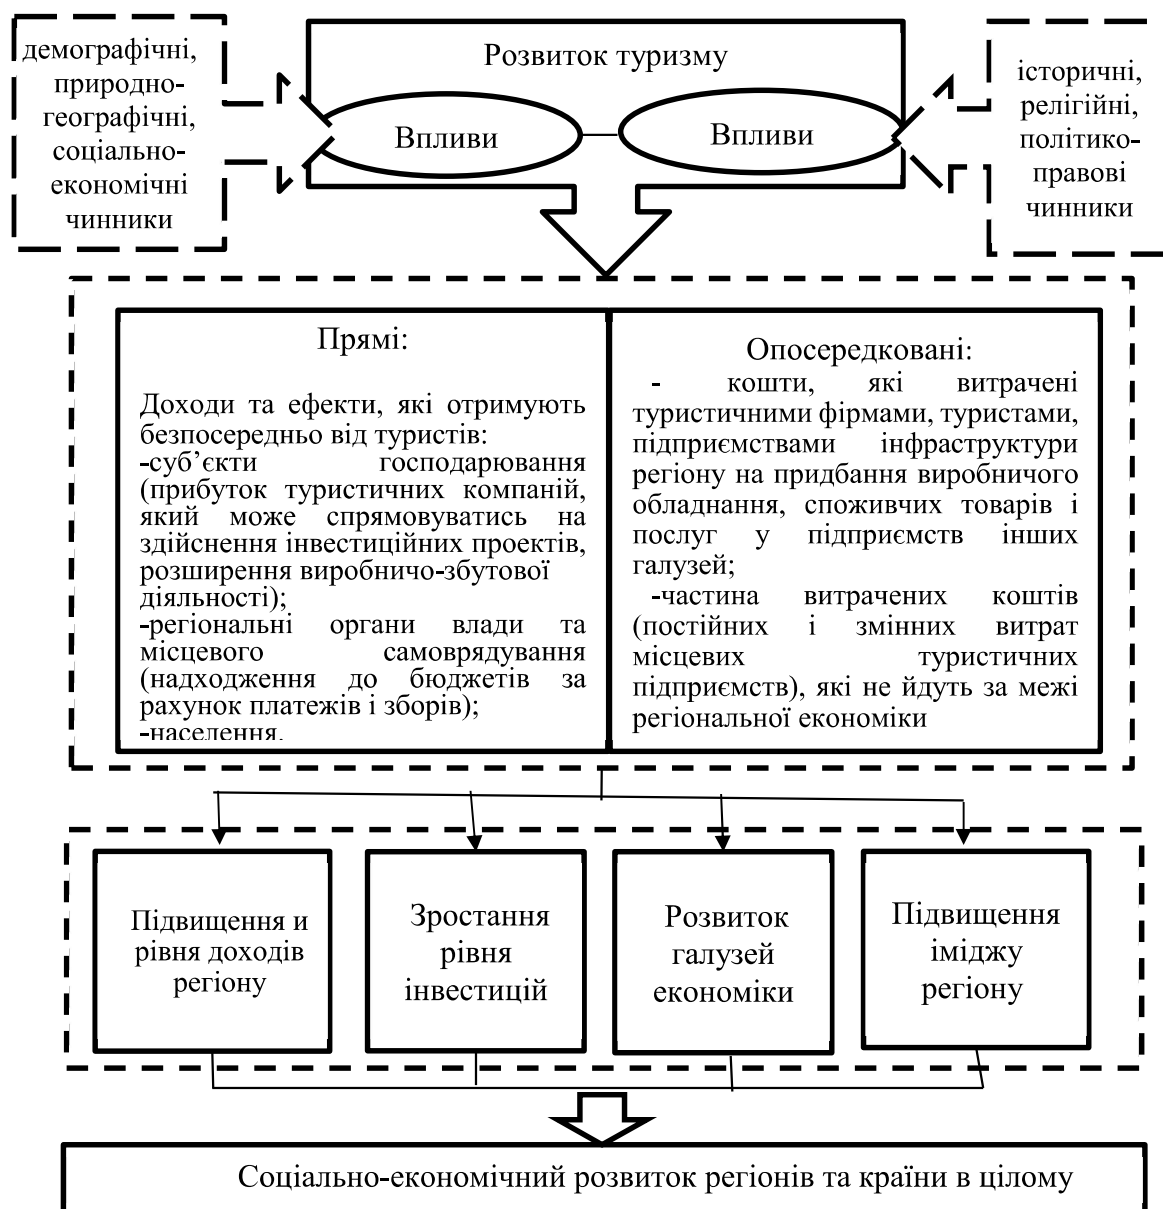 демографічні,
природно-
географічні,
соціально-
економічні
чинники
Розвиток туризму
Впливи
Впливи
історичні,
релігійні,
політико-
правові
чинники
Прямі:
Доходи та ефекти, які отримують
безпосередньо від туристів:
-суб’єкти господарювання
(прибуток туристичних компаній,
який може спрямовуватись на
здійснення інвестиційних проектів,
розширення виробничо-збутової
діяльності);
-регіональні органи влади та
місцевого самоврядування
(надходження до бюджетів за
рахунок платежів і зборів);
-населення.
Опосередковані:
- кошти, які витрачені
туристичними фірмами, туристами,
підприємствами інфраструктури
регіону на придбання виробничого
обладнання, споживчих товарів і
послуг у підприємств інших
галузей;
-частина витрачених коштів
(постійних і змінних витрат
місцевих туристичних
підприємств), які не йдуть за межі
регіональної економіки
Підвищення и
рівня доходів
регіону
Зростання
рівня
інвестицій
Розвиток
галузей
економіки
Підвищення
іміджу
регіону
Соціально-економічний розвиток регіонів та країни в цілому